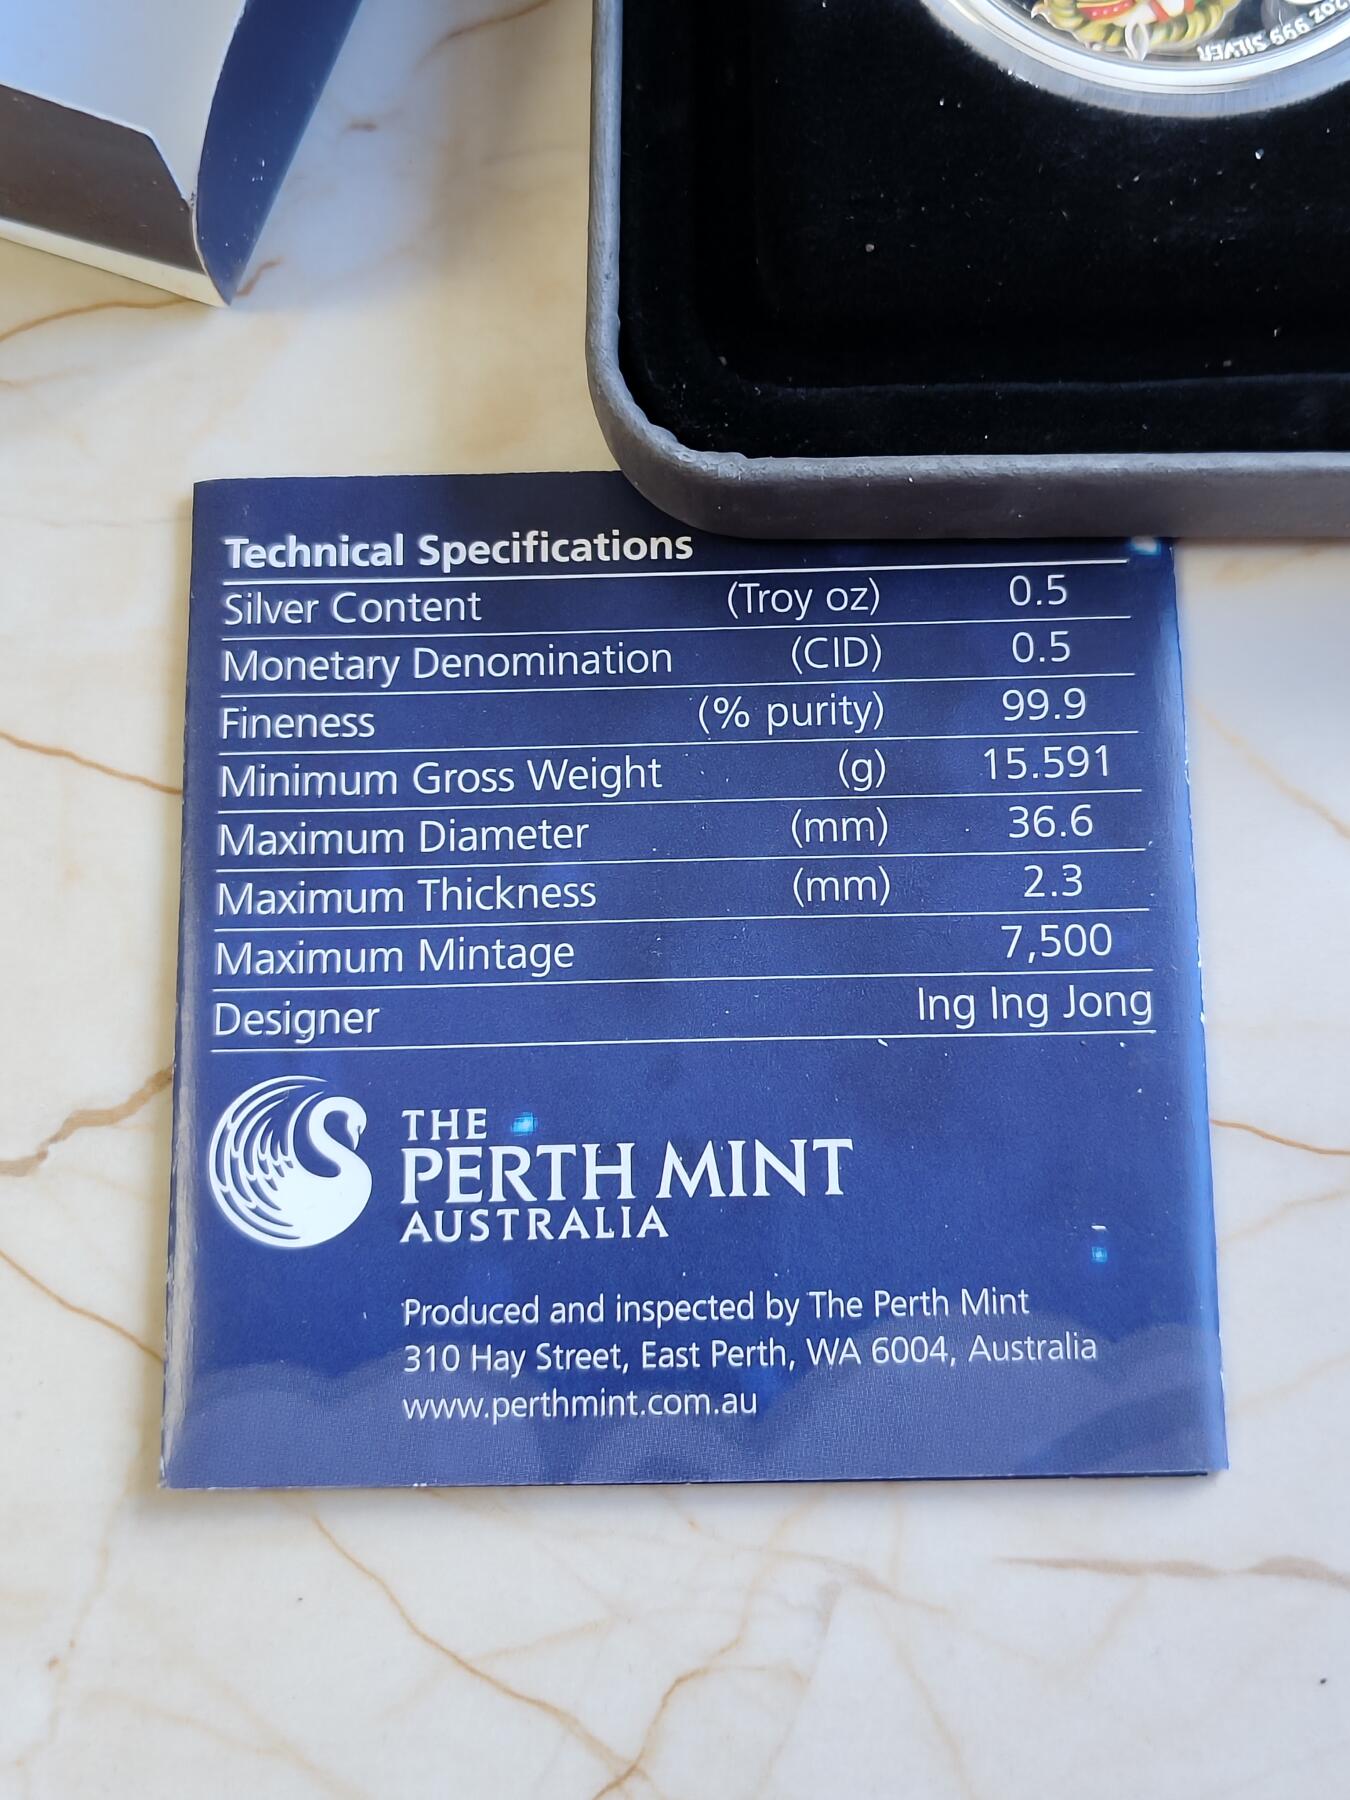 2oz 999 SILVER
Technical Specifications
Silver Content (Troy oz) 0.5
Monetary Denomination (CID) 0.5
Fineness (% purity) 99.9
Minimum Gross Weight (g) 15.591
Maximum Diameter (mm) 36.6
Maximum Thickness (mm) 2.3
Maximum Mintage 7,500
Designer Ing Ing Jong
THE
PERTH MINT
AUSTRALIA
Produced and inspected by The Perth Mint
310 Hay Street, East Perth, WA 6004, Australia
www.perthmint.com.au